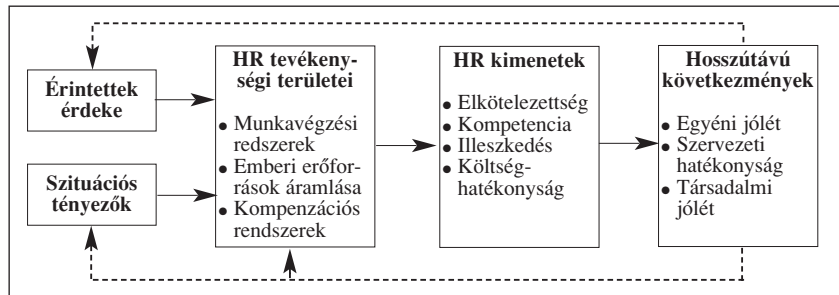 Érintettek
érdeke
Szituációs
tényezők
HR tevékeny-
ségi területei
● Munkavégzési
redszerek
● Emberi erőfor-
rások áramlása
● Kompenzációs
rendszerek
HR kimenetek
● Elkötelezettség
● Kompetencia
● Illeszkedés
● Költség-
hatékonyság
Hosszútávú
következmények
● Egyéni jólét
● Szervezeti
hatékonyság
● Társadalmi
jólét